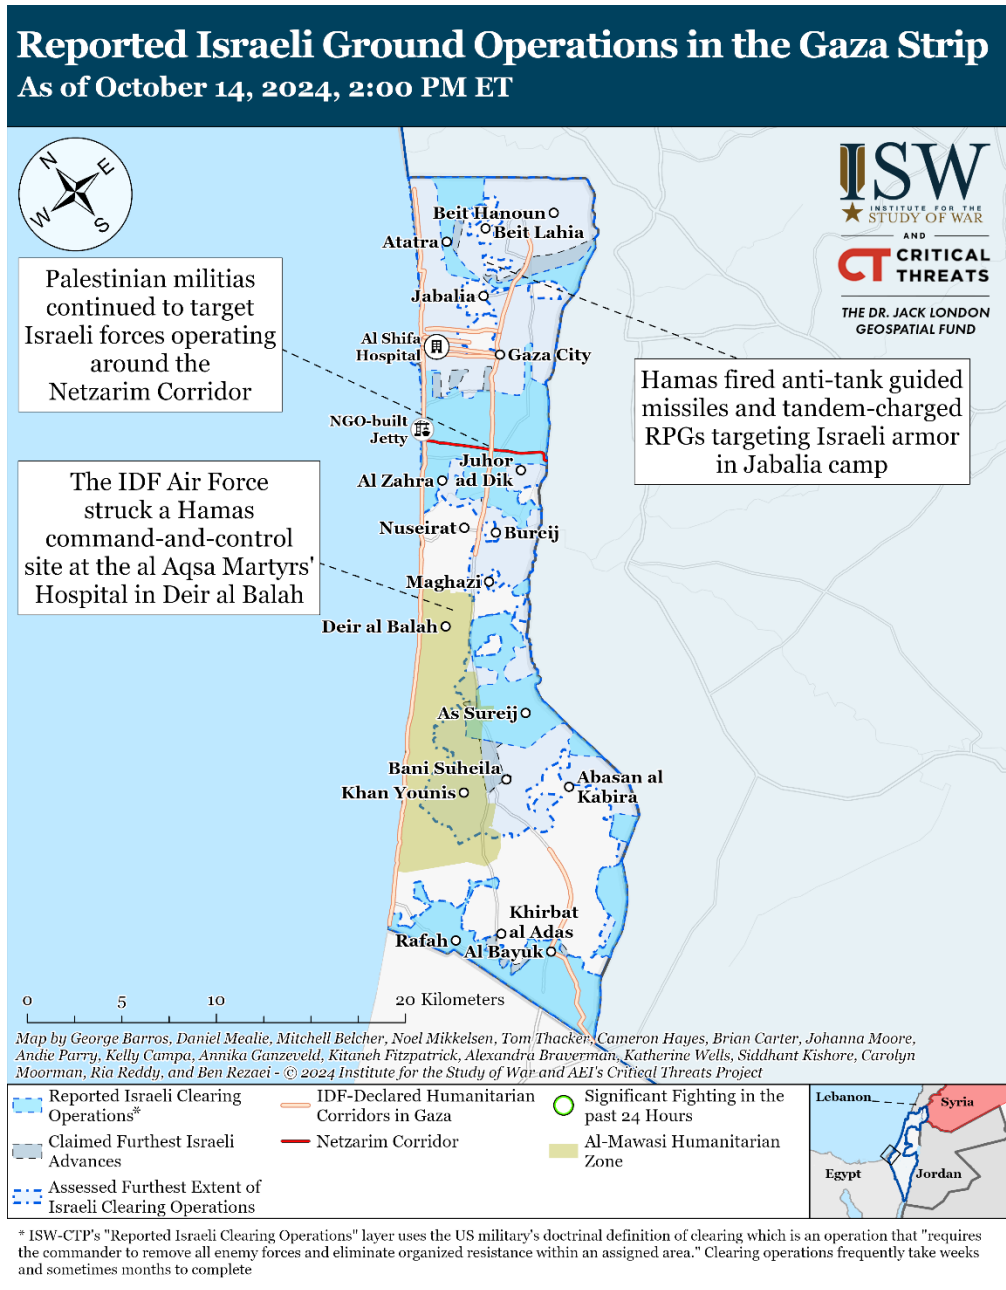 Reported Israeli Ground Operations in the Gaza Strip
As of October 14, 2024, 2:00 PM ET
N
E
W
S
ISW
INSTITUTE FOR THE
STUDY OF WAR
AND
CT CRITICAL
THREATS
THE DR. JACK LONDON
GEOSPATIAL FUND
Palestinian militias
continued to target
Israeli forces operating
around the
Netzarim Corridor
Hamas fired anti-tank guided
missiles and tandem-charged
RPGs targeting Israeli armor
in Jabalia camp
The IDF Air Force
struck a Hamas
command-and-control
site at the al Aqsa Martyrs'
Hospital in Deir al Balah
Beit Hanoun
Beit Lahia
Atatra
Jabalia
Al Shifa
Hospital
Gaza City
NGO-built
Jetty
Juhor
ad Dik
Al Zahra
Nuseirat
Bureij
Maghazi
Deir al Balah
As Sureij
Bani Suheila
Abasan al
Kabira
Khan Younis
Khirbat
al Adas
Rafah
Al Bayuk
0 5 10 20 Kilometers
Map by George Barros, Daniel Mealie, Mitchell Belcher, Noel Mikkelsen, Tom Thacker, Cameron Hayes, Brian Carter, Johanna Moore,
Andie Parry, Kelly Campa, Annika Ganzeveld, Kitaneh Fitzpatrick, Alexandra Braverman, Katherine Wells, Siddhant Kishore, Carolyn
Moorman, Ria Reddy, and Ben Rezaei - © 2024 Institute for the Study of War and AEI's Critical Threats Project
Reported Israeli Clearing
Operations*
Claimed Furthest Israeli
Advances
Assessed Furthest Extent of
Israeli Clearing Operations
IDF-Declared Humanitarian
Corridors in Gaza
Netzarim Corridor
Significant Fighting in the
past 24 Hours
Al-Mawasi Humanitarian
Zone
Lebanon
Syria
Egypt
Jordan
* ISW-CTP's "Reported Israeli Clearing Operations" layer uses the US military's doctrinal definition of clearing which is an operation that "requires
the commander to remove all enemy forces and eliminate organized resistance within an assigned area." Clearing operations frequently take weeks
and sometimes months to complete